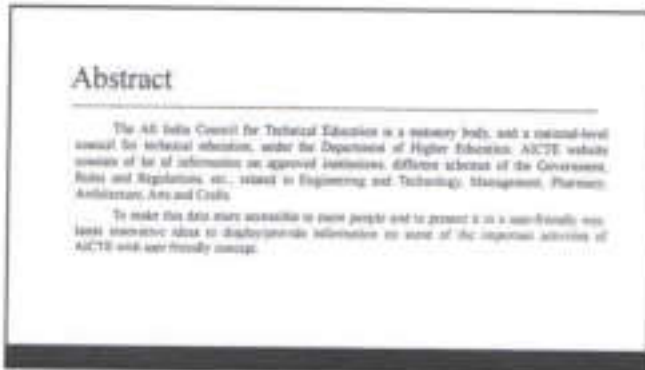 Abstract
The All India Council for Technical Education is a statutory body, and a national-level
council for technical education, under the Department of Higher Education. AICTE website
consists of lot of information on approved institutions, different schemes of the Government,
Rules and Regulations, etc., related to Engineering and Technology, Management, Pharmacy,
Architecture, Arts and Crafts.
To make this data more accessible to more people and to present it in a user-friendly way,
innovative ideas to display/provide information on most of the important activities of
AICTE with user friendly concept.